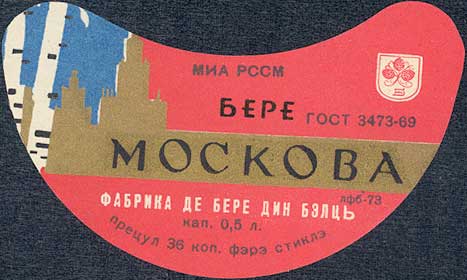 МИА РССМ
БЕРЕ ГОСТ 3473-69
МОСКОВА
лфб-73
ФАБРИКА ДЕ БЕРЕ ДИН БЭЛЦЬ
кап. 0,5 л.
прецул 36 коп. фэрэ стиклэ